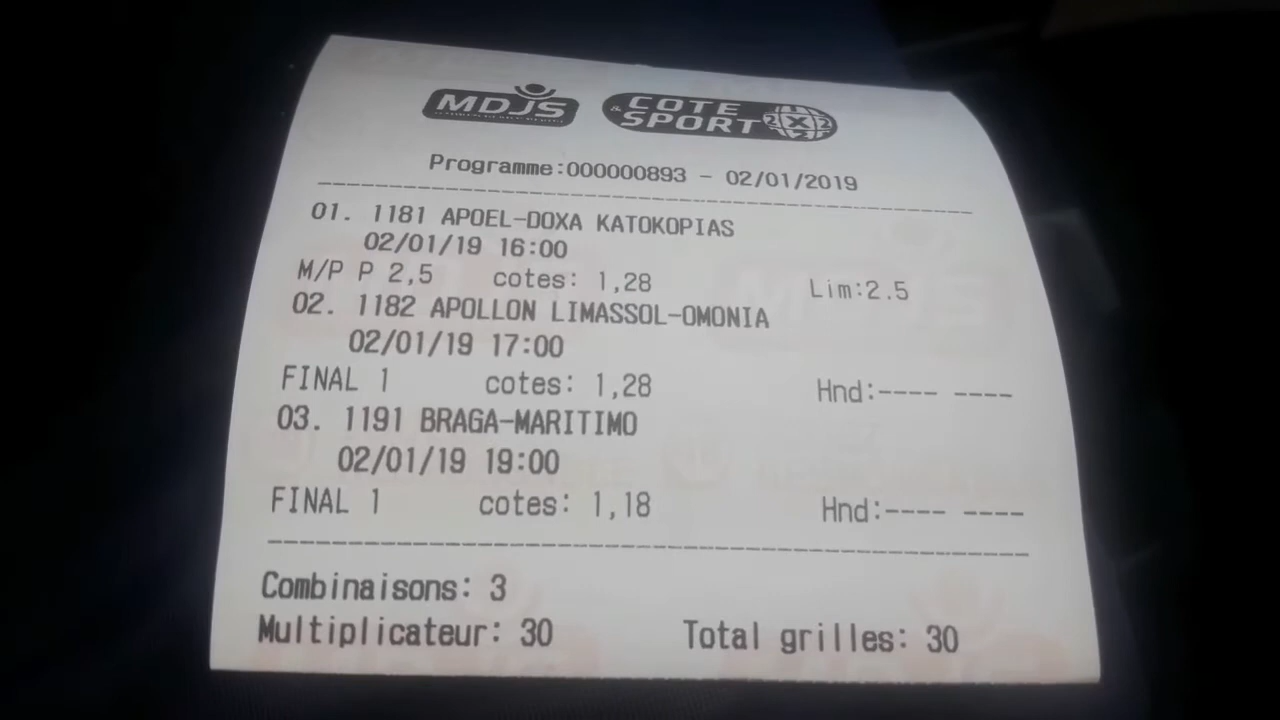 MDJS & COTE SPORT 2X2
Programme:000000893 - 02/01/2019
01. 1181 APOEL-DOXA KATOKOPIAS
02/01/19 16:00
M/P P 2,5 cotes: 1,28 Lim:2.5
02. 1182 APOLLON LIMASSOL-OMONIA
02/01/19 17:00
FINAL 1 cotes: 1,28 Hnd:---- ----
03. 1191 BRAGA-MARITIMO
02/01/19 19:00
FINAL 1 cotes: 1,18 Hnd:---- ----
Combinaisons: 3
Multiplicateur: 30 Total grilles: 30